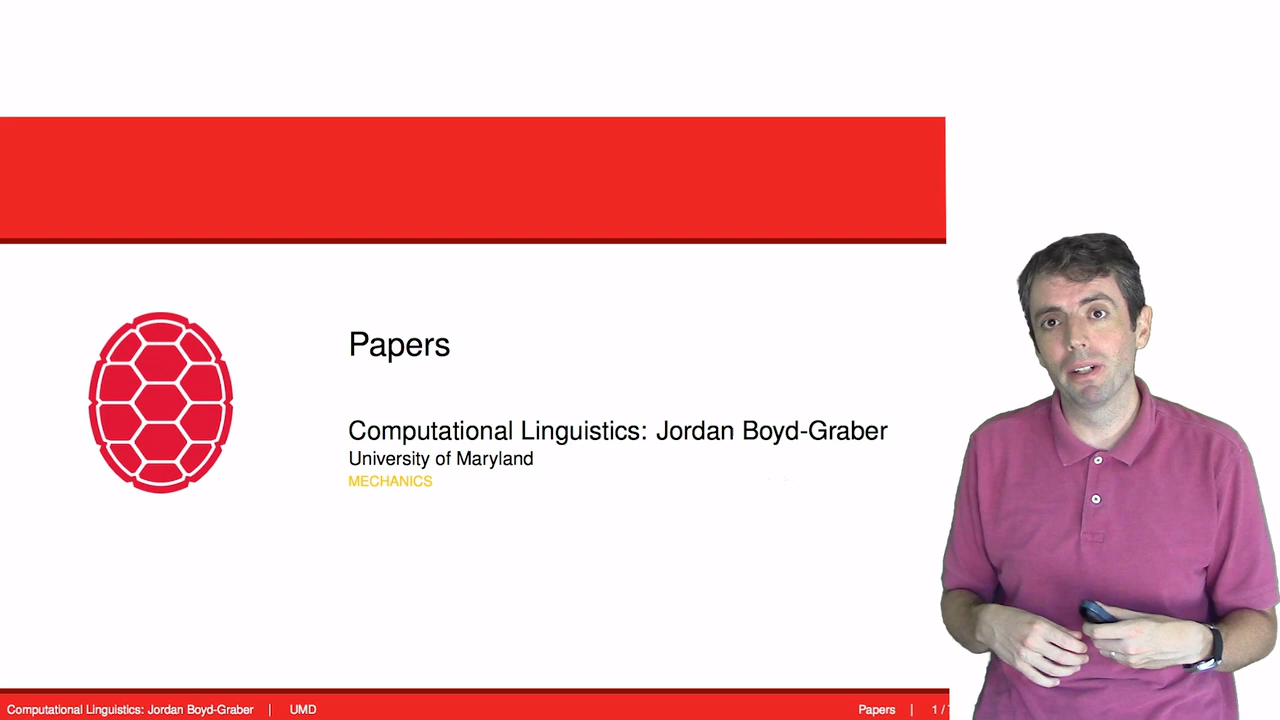 Papers
Computational Linguistics: Jordan Boyd-Graber
University of Maryland
MECHANICS
Computational Linguistics: Jordan Boyd-Graber | UMD
Papers | 1 /